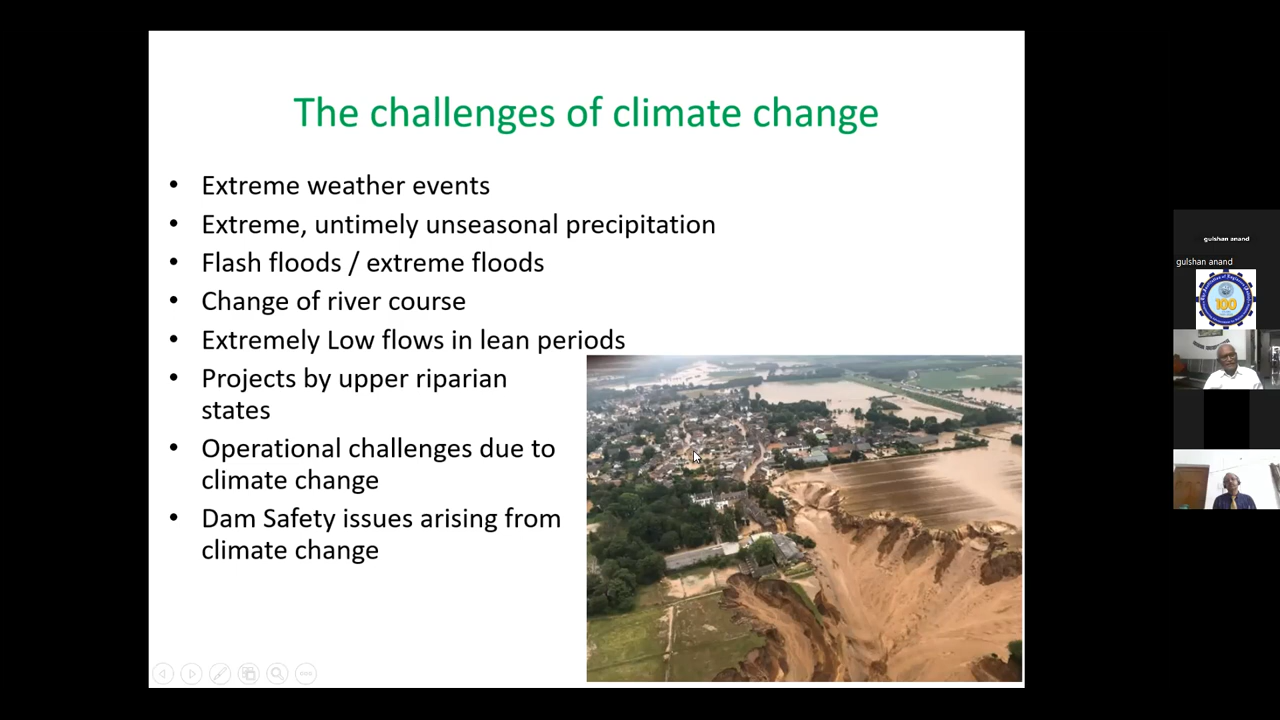 The challenges of climate change
• Extreme weather events
• Extreme, untimely unseasonal precipitation
• Flash floods / extreme floods
• Change of river course
• Extremely Low flows in lean periods
• Projects by upper riparian
states
• Operational challenges due to
climate change
• Dam Safety issues arising from
climate change
gulshan anand
gulshan anand
100